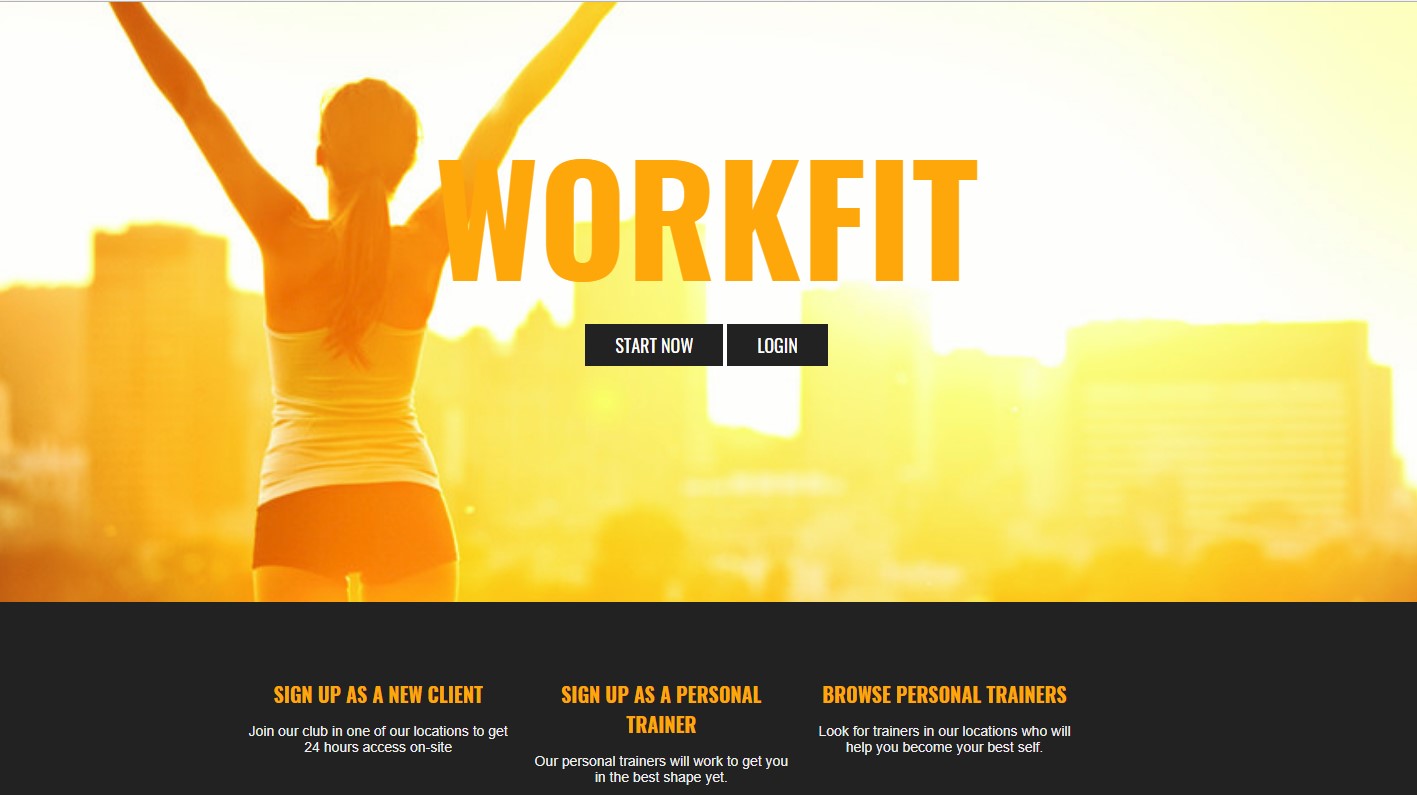 WORKFIT
START NOW
LOGIN
SIGN UP AS A NEW CLIENT
Join our club in one of our locations to get
24 hours access on-site
SIGN UP AS A PERSONAL
TRAINER
Our personal trainers will work to get you
in the best shape yet.
BROWSE PERSONAL TRAINERS
Look for trainers in our locations who will
help you become your best self.